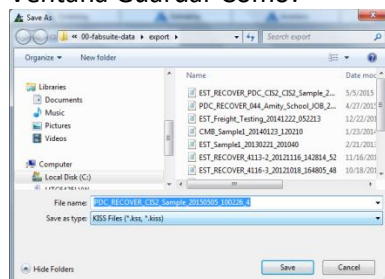 Ventana Guardar Como:
Save As
« 00-fabsuite-data ▸ export ▸
Search export
Organize ▾ New folder
Name Date mod
Libraries
Documents
Music
Pictures
Videos
Computer
Local Disk (C:)
EST_RECOVER_PDC_CIS2_CIS2_Sample_2... 5/5/2015
PDC_RECOVER_044_Amity_School_JOB_2... 4/27/2015
EST_Freight_Testing_20141222_052213 12/22/201
CMB_Sample1_20140123_120210 1/23/2014
EST_Sample1_20130221_201040 2/21/2013
EST_RECOVER_4113-2_20121116_142814_52 11/16/201
EST_RECOVER_4116-3_20121018_164805_48 10/18/201
File name: PDC_RECOVER_CIS2_Sample_20150505_100226_4
Save as type: KISS Files (*.kss, *.kiss)
Hide Folders
Save Cancel